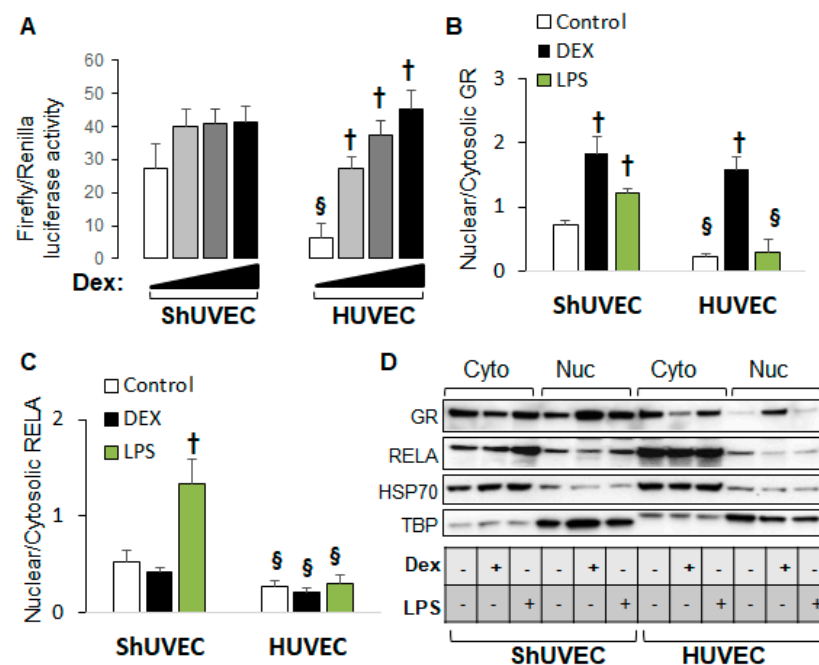 A
Firefly/Renilla
luciferase activity
60
50
40
30
20
10
0
†
†
†
§
Dex:
ShUVEC
HUVEC
B
Control
DEX
LPS
Nuclear/Cytosolic GR
3
2
1
0
†
†
†
§
§
ShUVEC
HUVEC
C
Control
DEX
LPS
Nuclear/Cytosolic RELA
2
1
0
†
§
§
§
ShUVEC
HUVEC
D
Cyto Nuc Cyto Nuc
GR
RELA
HSP70
TBP
Dex - + - - + - - + - - + -
LPS - - + - - + - - + - - +
ShUVEC HUVEC